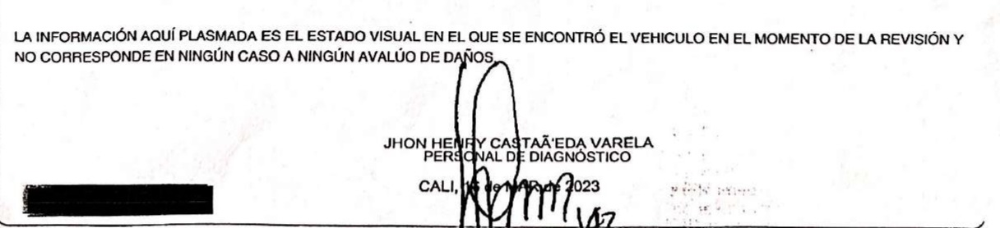 LA INFORMACIÓN AQUÍ PLASMADA ES EL ESTADO VISUAL EN EL QUE SE ENCONTRÓ EL VEHICULO EN EL MOMENTO DE LA REVISIÓN Y
NO CORRESPONDE EN NINGÚN CASO A NINGÚN AVALÚO DE DAÑOS.
JHON HENRY CASTAÃ'EDA VARELA
PERSONAL DE DIAGNÓSTICO
CALI, de MAR de 2023